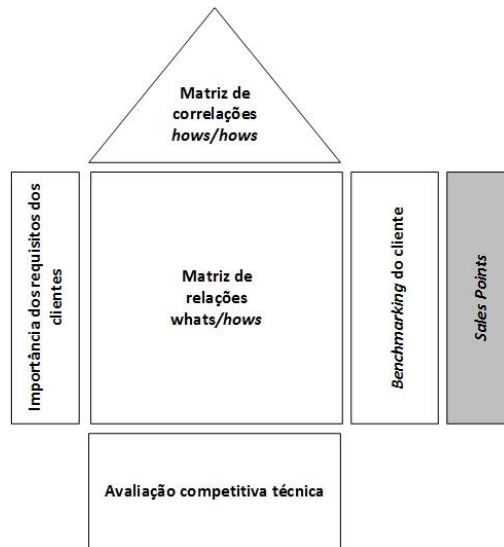 Matriz de
correlações
hows/hows
Importância dos requisitos dos
clientes
Matriz de
relações
whats/hows
Benchmarking do cliente
Sales Points
Avaliação competitiva técnica